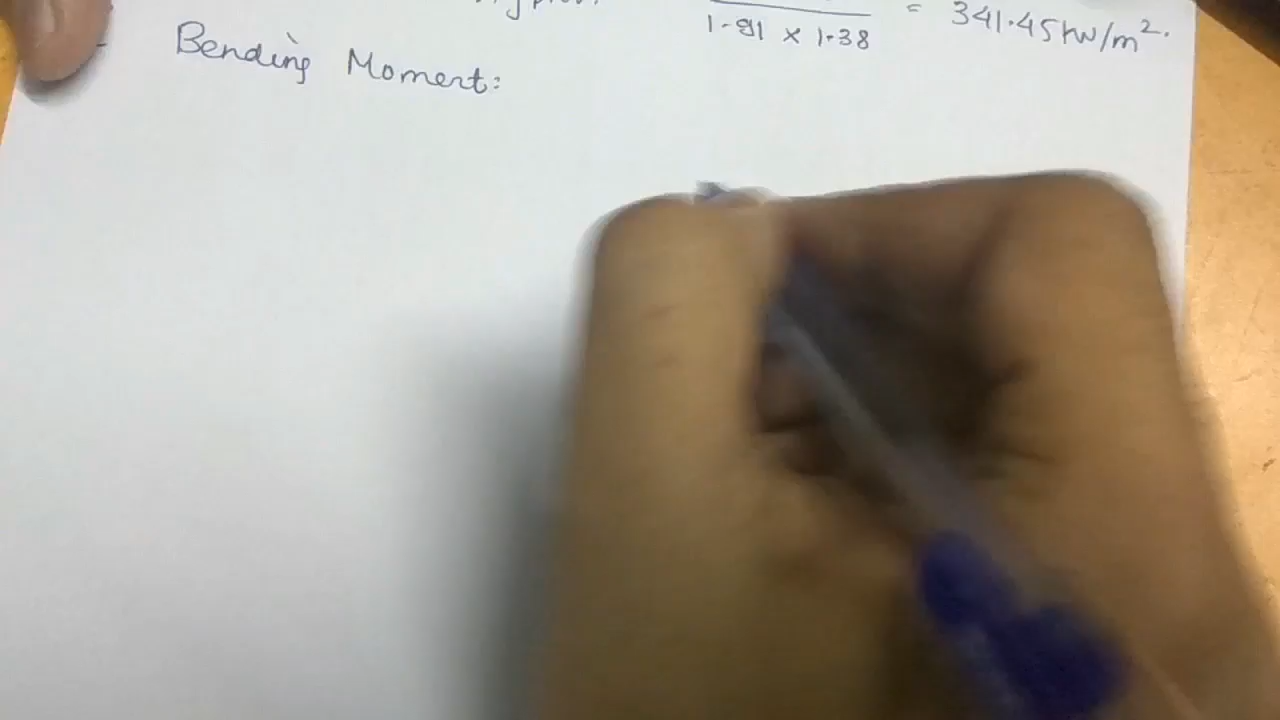 1.91 × 1.38 = 341.45 kN/m².
Bending Moment: